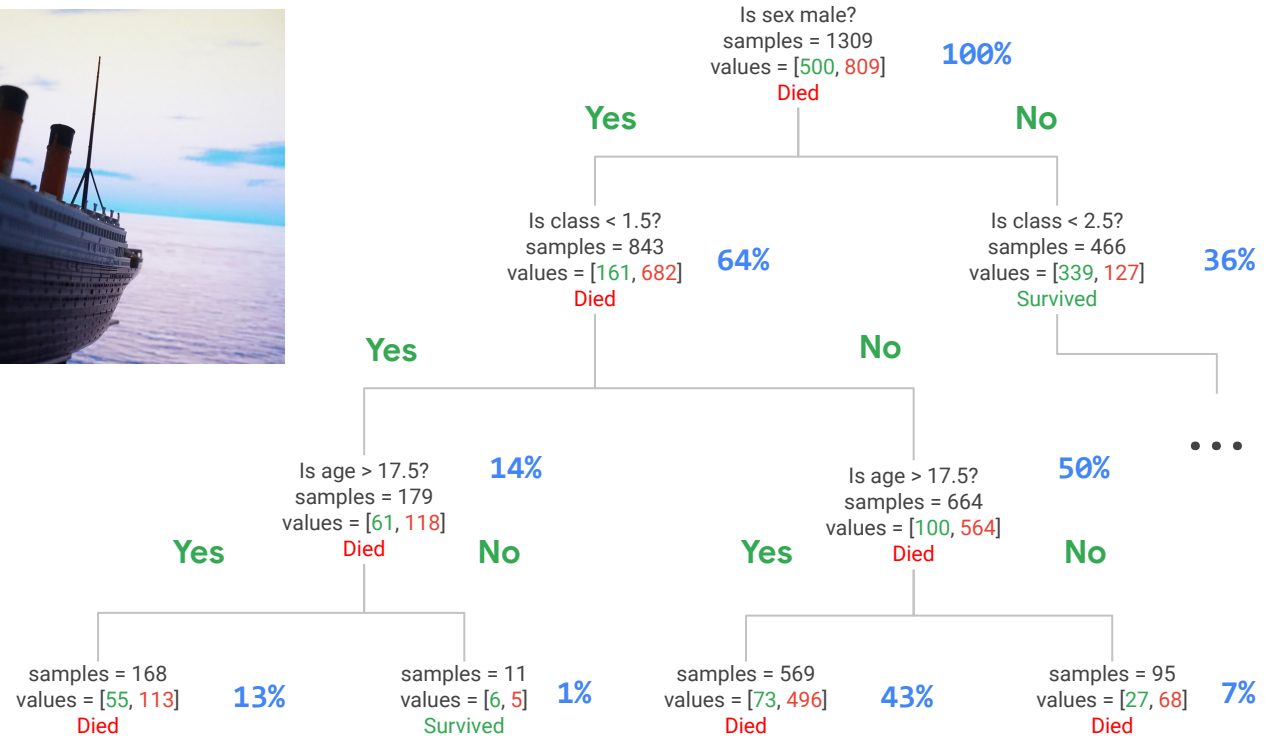 Is sex male?
samples = 1309
values = [500, 809]
Died
100%
Yes
No
Is class < 1.5?
samples = 843
values = [161, 682]
Died
64%
Is class < 2.5?
samples = 466
values = [339, 127]
Survived
36%
Yes
No
Is age > 17.5?
samples = 179
values = [61, 118]
Died
14%
Is age > 17.5?
samples = 664
values = [100, 564]
Died
50%
...
Yes
No
Yes
No
samples = 168
values = [55, 113]
Died
13%
samples = 11
values = [6, 5]
Survived
1%
samples = 569
values = [73, 496]
Died
43%
samples = 95
values = [27, 68]
Died
7%